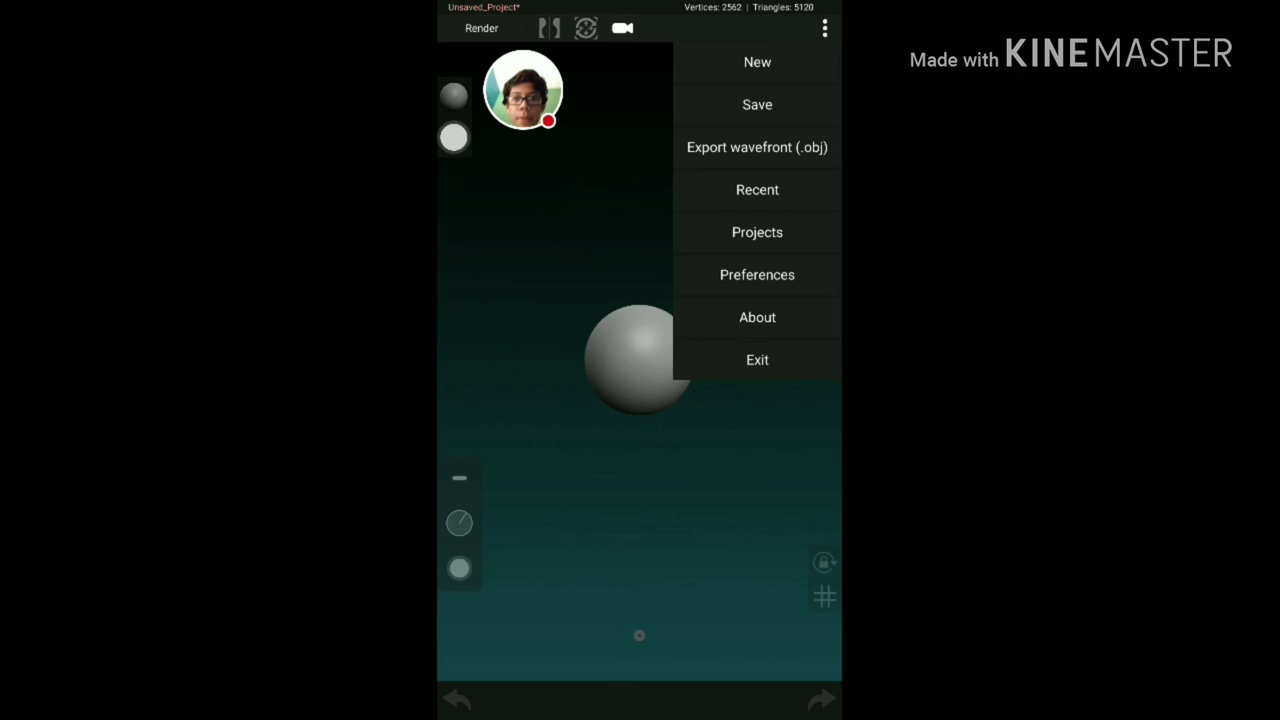 Unsaved_Project*
Vertices: 2562 | Triangles: 5120
Render
Made with KINEMASTER
New
Save
Export wavefront (.obj)
Recent
Projects
Preferences
About
Exit